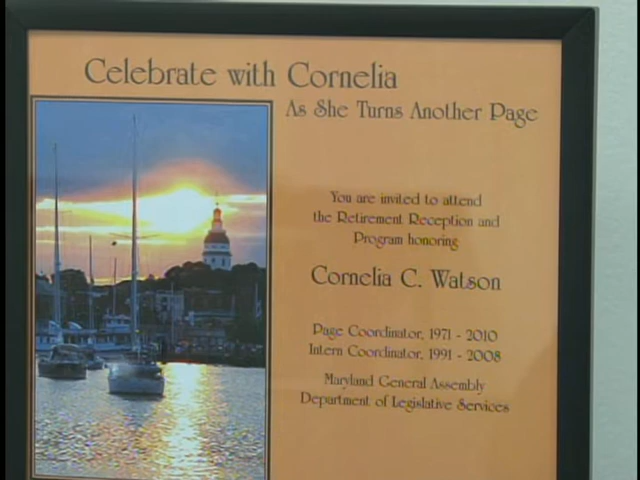 Celebrate with Cornelia
As She Turns Another Page
You are invited to attend
the Retirement Reception and
Program honoring
Cornelia C. Watson
Page Coordinator, 1971 - 2010
Intern Coordinator, 1991 - 2008
Maryland General Assembly
Department of Legislative Services